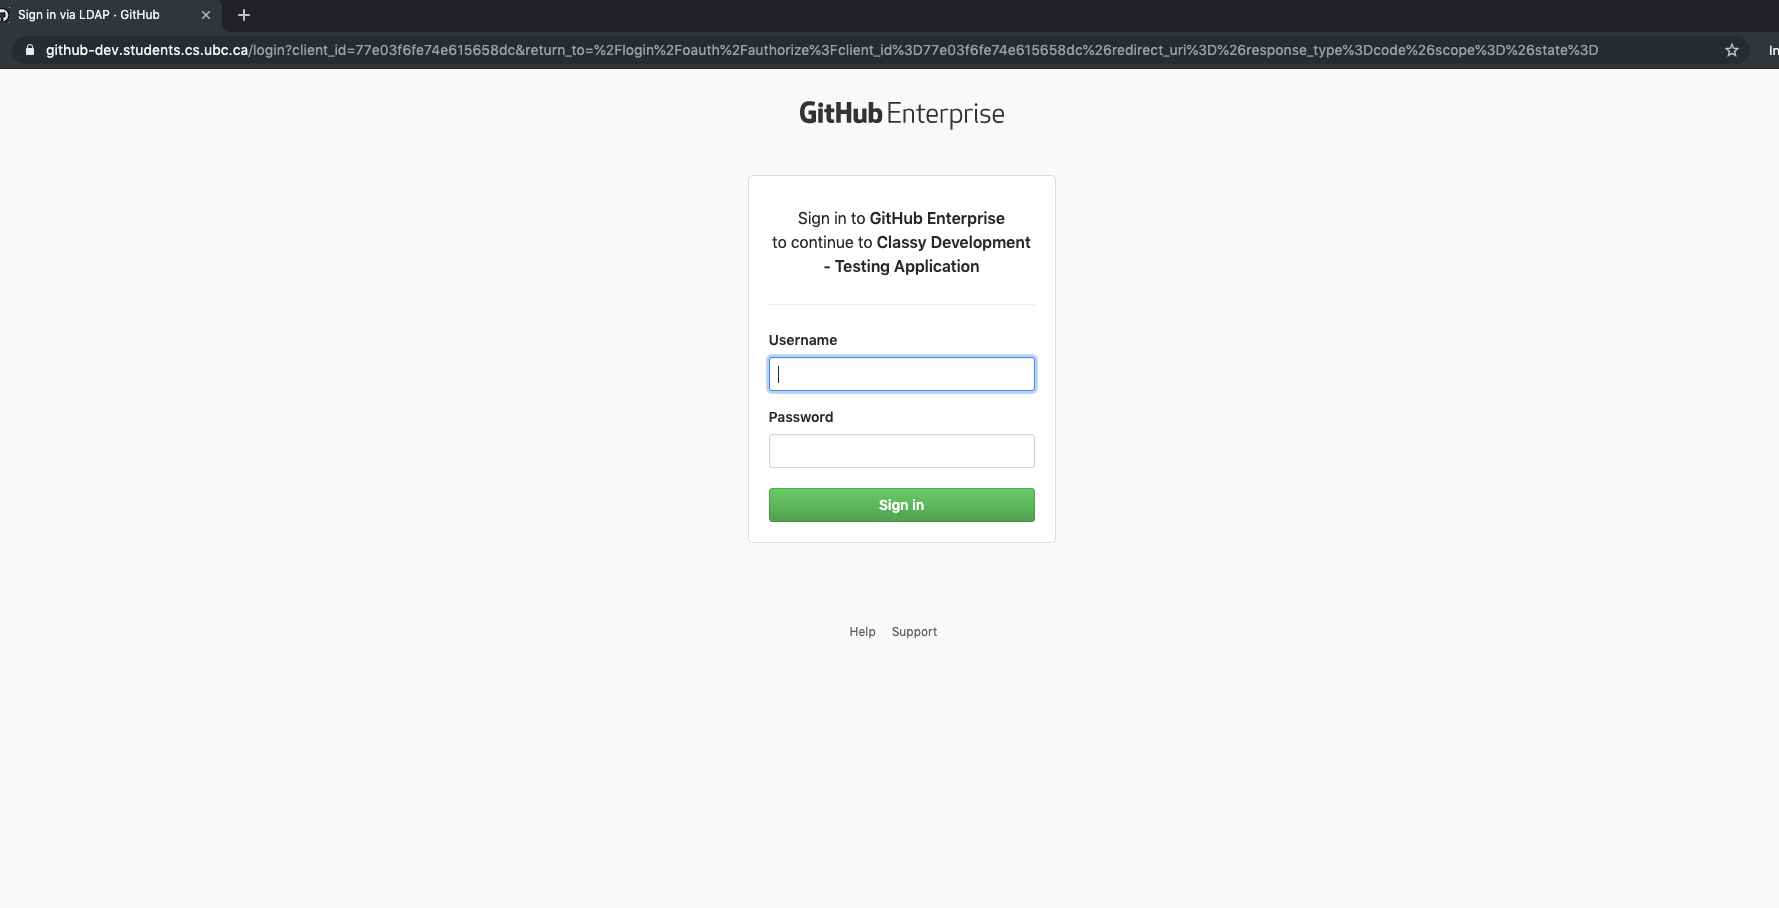 Sign in via LDAP · GitHub
github-dev.students.cs.ubc.ca/login?client_id=77e03f6fe74e615658dc&return_to=%2Flogin%2Foauth%2Fauthorize%3Fclient_id%3D77e03f6fe74e615658dc%26redirect_uri%3D%26response_type%3Dcode%26scope%3D%26state%3D
In
GitHub Enterprise
Sign in to GitHub Enterprise
to continue to Classy Development
- Testing Application
Username
Password
Sign in
Help Support